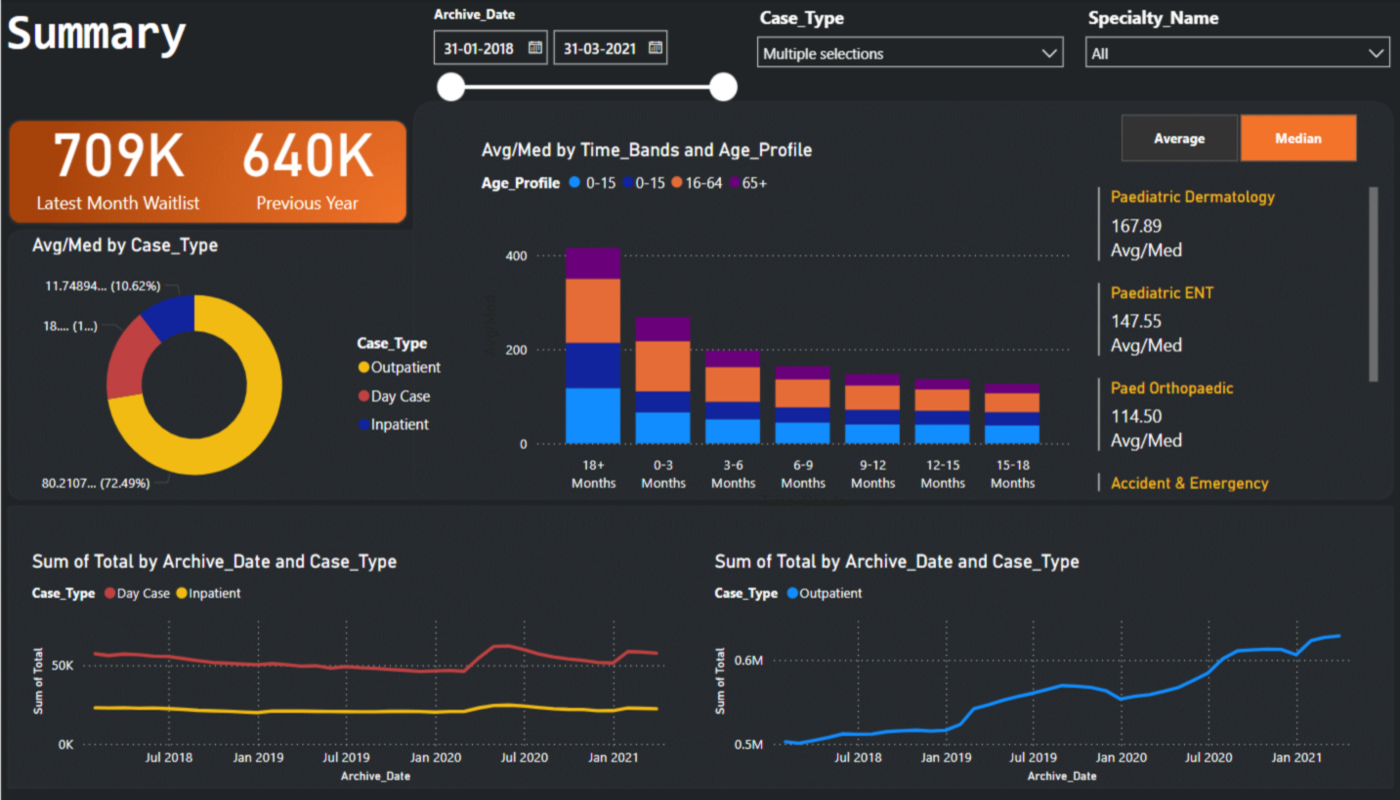 Summary
Archive_Date
31-01-2018 31-03-2021
Case_Type
Multiple selections
Specialty_Name
All
709K 640K
Latest Month Waitlist Previous Year
Avg/Med by Case_Type
11.74894... (10.62%)
18.... (1...)
80.2107... (72.49%)
Case_Type
Outpatient
Day Case
Inpatient
Avg/Med by Time_Bands and Age_Profile
Age_Profile 0-15 0-15 16-64 65+
400
200
0
18+ 0-3 3-6 6-9 9-12 12-15 15-18
Months Months Months Months Months Months Months
Average Median
Paediatric Dermatology
167.89
Avg/Med
Paediatric ENT
147.55
Avg/Med
Paed Orthopaedic
114.50
Avg/Med
Accident & Emergency
Sum of Total by Archive_Date and Case_Type
Case_Type Day Case Inpatient
Sum of Total
50K
0K
Jul 2018 Jan 2019 Jul 2019 Jan 2020 Jul 2020 Jan 2021
Archive_Date
Sum of Total by Archive_Date and Case_Type
Case_Type Outpatient
Sum of Total
0.6M
0.5M
Jul 2018 Jan 2019 Jul 2019 Jan 2020 Jul 2020 Jan 2021
Archive_Date